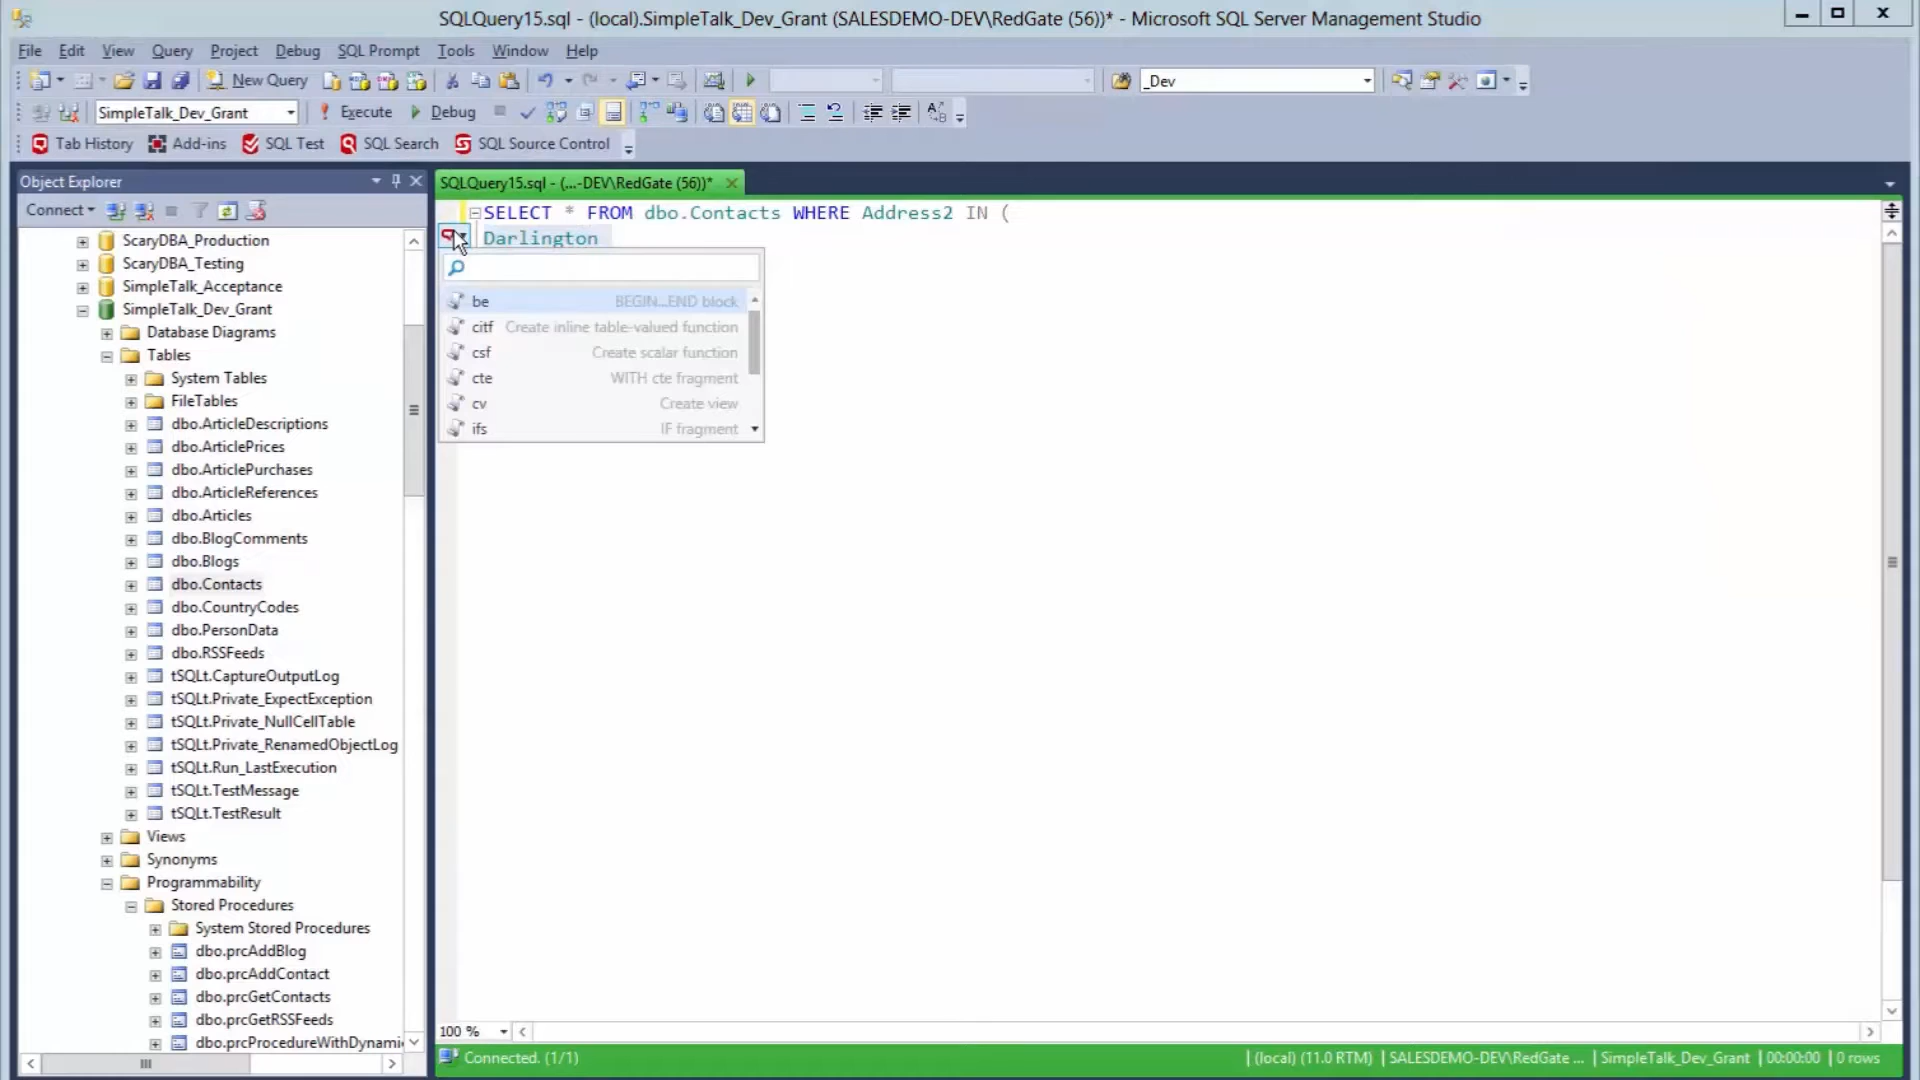 SQLQuery15.sql - (local).SimpleTalk_Dev_Grant (SALESDEMO-DEV\RedGate (56))* - Microsoft SQL Server Management Studio
File Edit View Query Project Debug SQL Prompt Tools Window Help
New Query _Dev
SimpleTalk_Dev_Grant Execute Debug
Tab History Add-ins SQL Test SQL Search SQL Source Control
Object Explorer
Connect
ScaryDBA_Production
ScaryDBA_Testing
SimpleTalk_Acceptance
SimpleTalk_Dev_Grant
Database Diagrams
Tables
System Tables
FileTables
dbo.ArticleDescriptions
dbo.ArticlePrices
dbo.ArticlePurchases
dbo.ArticleReferences
dbo.Articles
dbo.BlogComments
dbo.Blogs
dbo.Contacts
dbo.CountryCodes
dbo.PersonData
dbo.RSSFeeds
tSQLt.CaptureOutputLog
tSQLt.Private_ExpectException
tSQLt.Private_NullCellTable
tSQLt.Private_RenamedObjectLog
tSQLt.Run_LastExecution
tSQLt.TestMessage
tSQLt.TestResult
Views
Synonyms
Programmability
Stored Procedures
System Stored Procedures
dbo.prcAddBlog
dbo.prcAddContact
dbo.prcGetContacts
dbo.prcGetRSSFeeds
dbo.prcProcedureWithDynami
SQLQuery15.sql - (...-DEV\RedGate (56))*
SELECT * FROM dbo.Contacts WHERE Address2 IN (
Darlington
be BEGIN...END block
citf Create inline table-valued function
csf Create scalar function
cte WITH cte fragment
cv Create view
ifs IF fragment
100 %
Connected. (1/1) (local) (11.0 RTM) SALESDEMO-DEV\RedGate ... SimpleTalk_Dev_Grant 00:00:00 0 rows